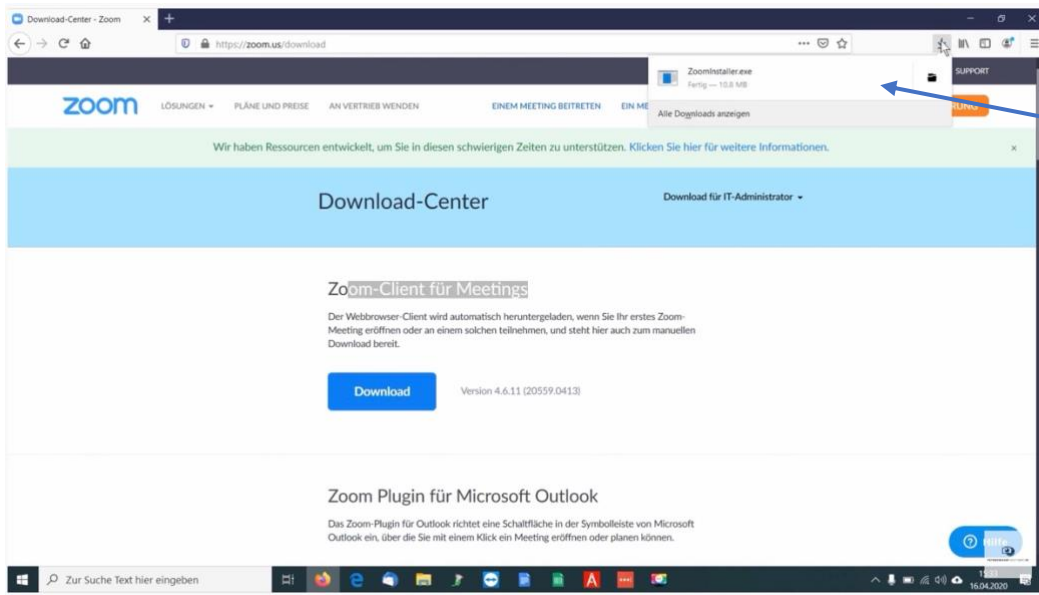 Download-Center - Zoom
https://zoom.us/download
ZoomInstaller.exe
Fertig — 10.8 MB
Alle Downloads anzeigen
SUPPORT
zoom
LÖSUNGEN
PLÄNE UND PREISE
AN VERTRIEB WENDEN
EINEM MEETING BEITRETEN
EIN ME
RUNG
Wir haben Ressourcen entwickelt, um Sie in diesen schwierigen Zeiten zu unterstützen. Klicken Sie hier für weitere Informationen.
Download-Center
Download für IT-Administrator
Zoom-Client für Meetings
Der Webbrowser-Client wird automatisch heruntergeladen, wenn Sie Ihr erstes Zoom-
Meeting eröffnen oder an einem solchen teilnehmen, und steht hier auch zum manuellen
Download bereit.
Download
Version 4.6.11 (20559.0413)
Zoom Plugin für Microsoft Outlook
Das Zoom-Plugin für Outlook richtet eine Schaltfläche in der Symbolleiste von Microsoft
Outlook ein, über die Sie mit einem Klick ein Meeting eröffnen oder planen können.
Hilfe
Zur Suche Text hier eingeben
16.04.2020